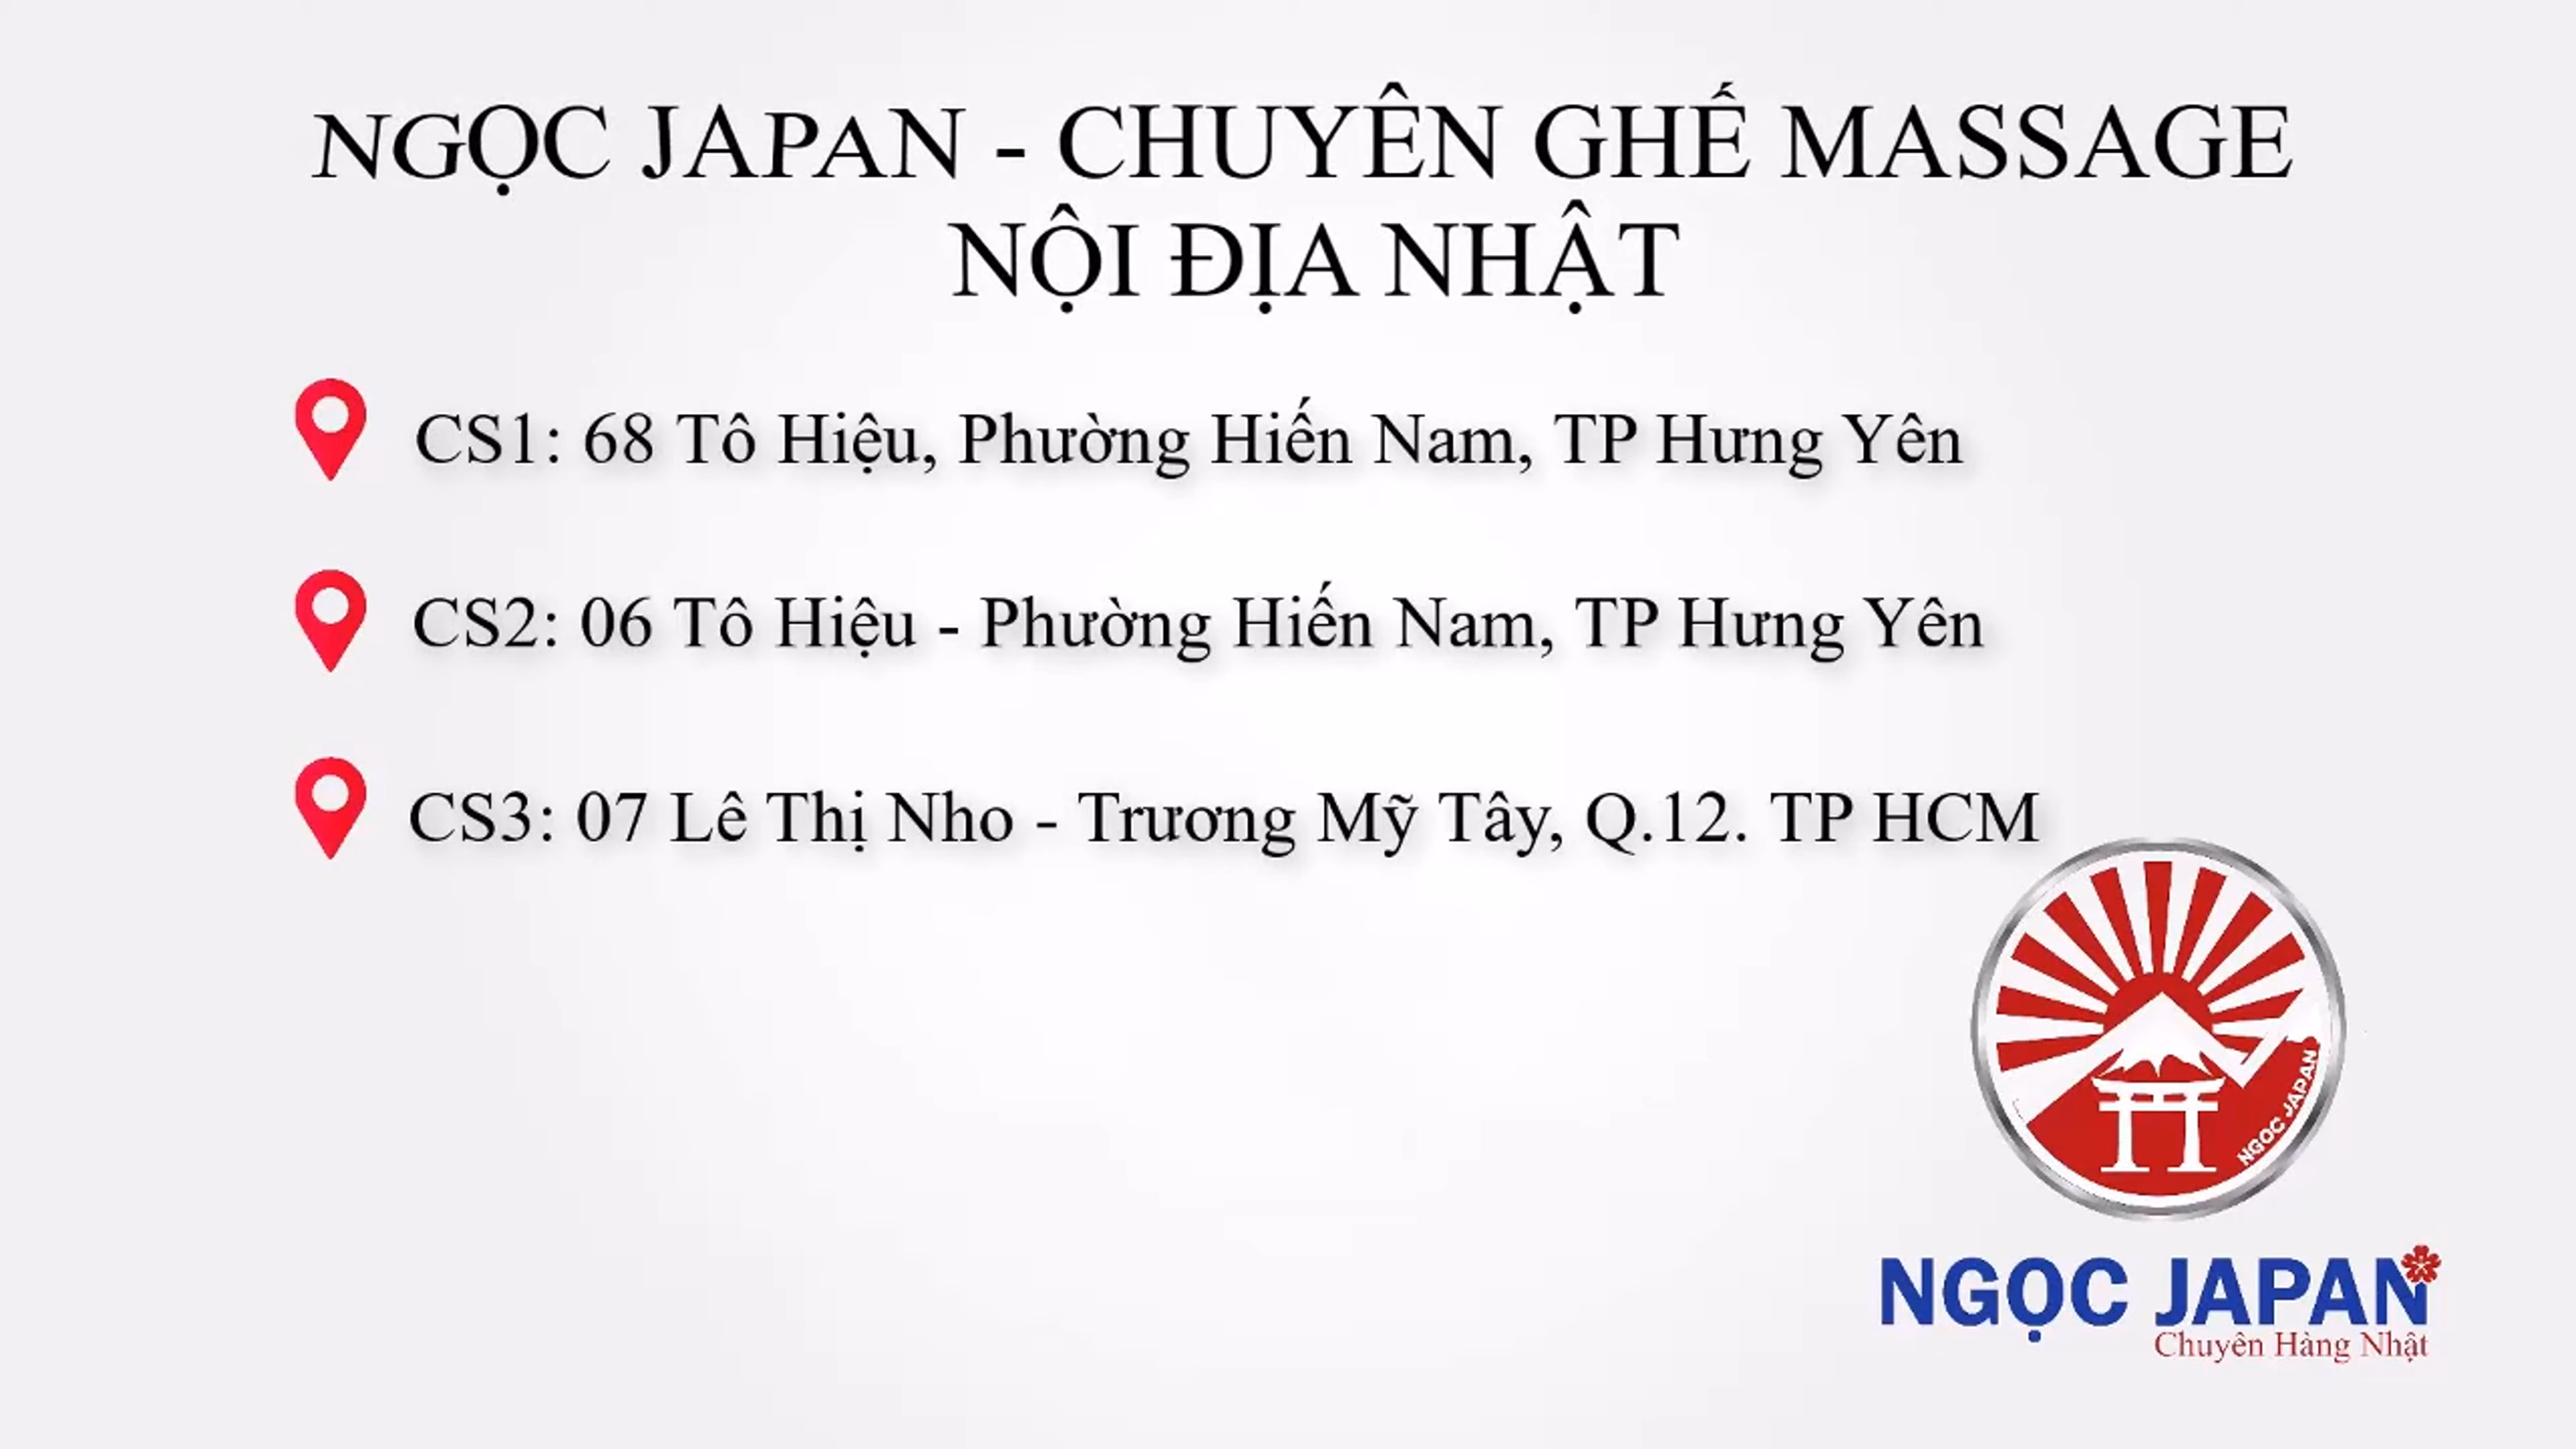 NGỌC JAPAN - CHUYÊN GHẾ MASSAGE
NỘI ĐỊA NHẬT
CS1: 68 Tô Hiệu, Phường Hiến Nam, TP Hưng Yên
CS2: 06 Tô Hiệu - Phường Hiến Nam, TP Hưng Yên
CS3: 07 Lê Thị Nho - Trương Mỹ Tây, Q.12. TP HCM
NGOC JAPAN
NGỌC JAPAN
Chuyên Hàng Nhật